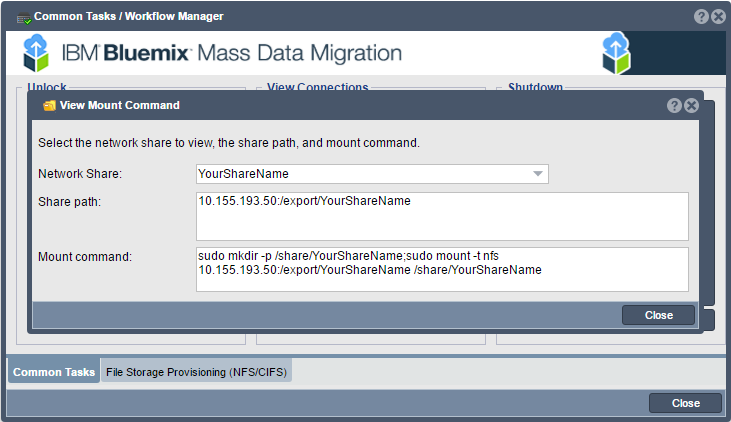 Common Tasks / Workflow Manager
IBM Bluemix Mass Data Migration
Unlock View Connections Shutdown
View Mount Command
Select the network share to view, the share path, and mount command.
Network Share: YourShareName
Share path: 10.155.193.50:/export/YourShareName
Mount command: sudo mkdir -p /share/YourShareName;sudo mount -t nfs
10.155.193.50:/export/YourShareName /share/YourShareName
Close
Common Tasks File Storage Provisioning (NFS/CIFS)
Close